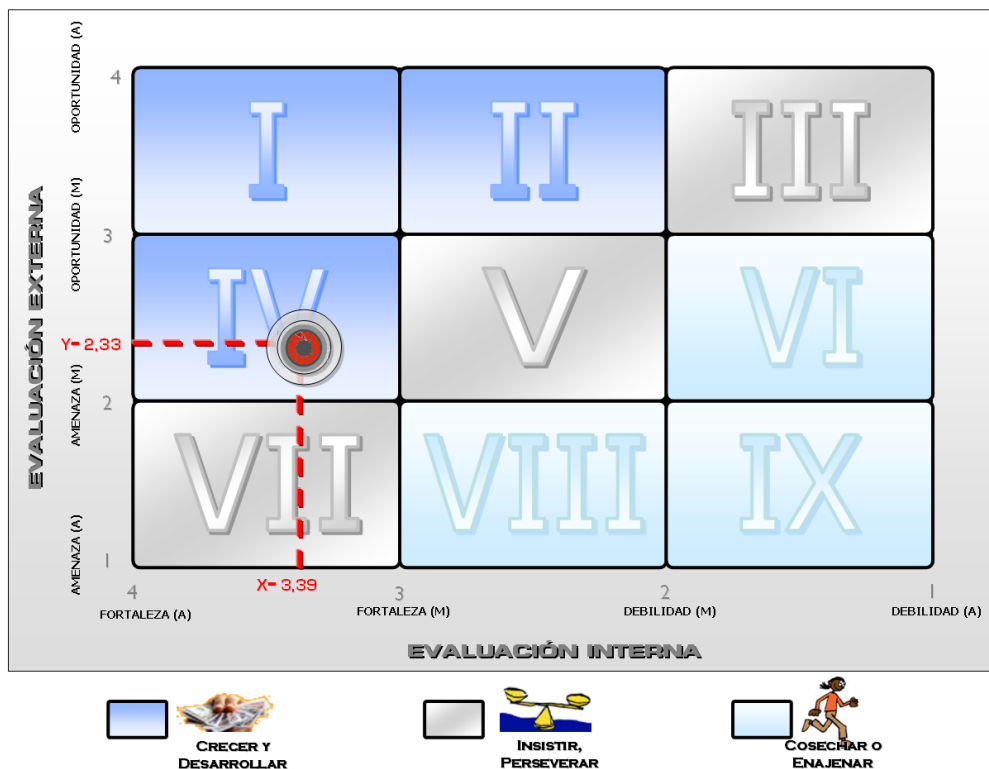 EVALUACIÓN EXTERNA
OPORTUNIDAD (A)
OPORTUNIDAD (M)
AMENAZA (M)
AMENAZA (A)
4
I
II
III
3
IV
V
VI
Y= 2,33
2
VII
VIII
IX
1
4
X= 3,39
3
2
1
FORTALEZA (A)
FORTALEZA (M)
DEBILIDAD (M)
DEBILIDAD (A)
EVALUACIÓN INTERNA
CRECER Y
DESARROLLAR
INSISTIR,
PERSEVERAR
COSECHAR O
ENAJENAR